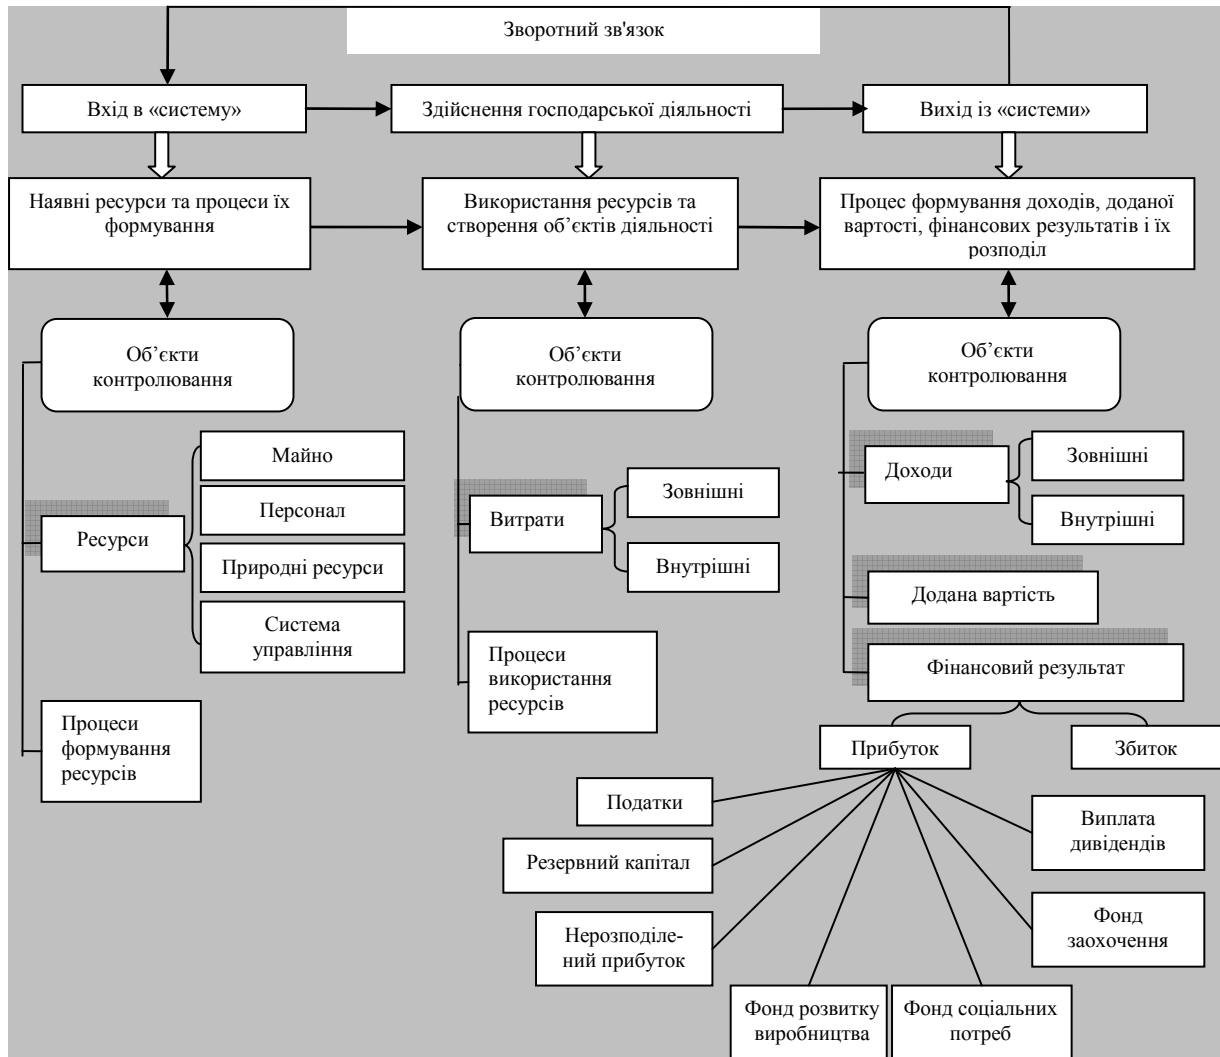 Зворотний зв'язок
Вхід в «систему»
Здійснення господарської діяльності
Вихід із «системи»
Наявні ресурси та процеси їх
формування
Використання ресурсів та
створення об’єктів діяльності
Процес формування доходів, доданої
вартості, фінансових результатів і їх
розподіл
Об’єкти
контролювання
Об’єкти
контролювання
Об’єкти
контролювання
Ресурси
Майно
Персонал
Природні ресурси
Система
управління
Процеси
формування
ресурсів
Витрати
Зовнішні
Внутрішні
Процеси
використання
ресурсів
Доходи
Зовнішні
Внутрішні
Додана вартість
Фінансовий результат
Прибуток
Збиток
Податки
Резервний капітал
Нерозподіле-
ний прибуток
Фонд розвитку
виробництва
Фонд соціальних
потреб
Фонд
заохочення
Виплата
дивідендів